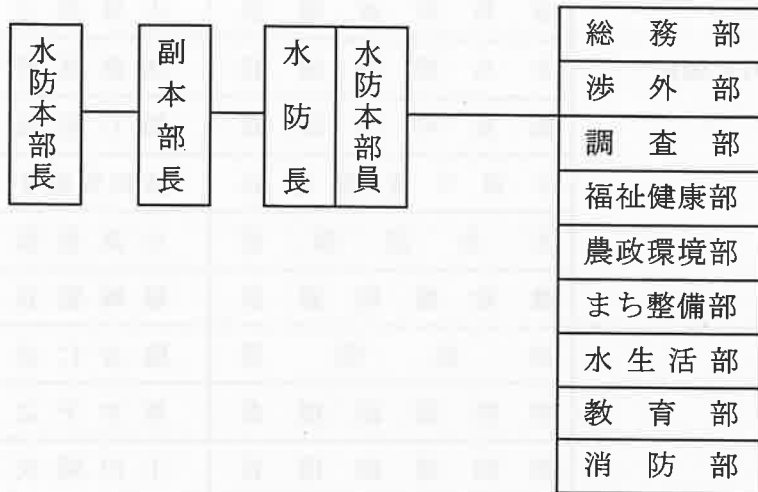 水防本部長
副本部長
水防長
水防本部員
総務部
渉外部
調査部
福祉健康部
農政環境部
まち整備部
水生活部
教育部
消防部